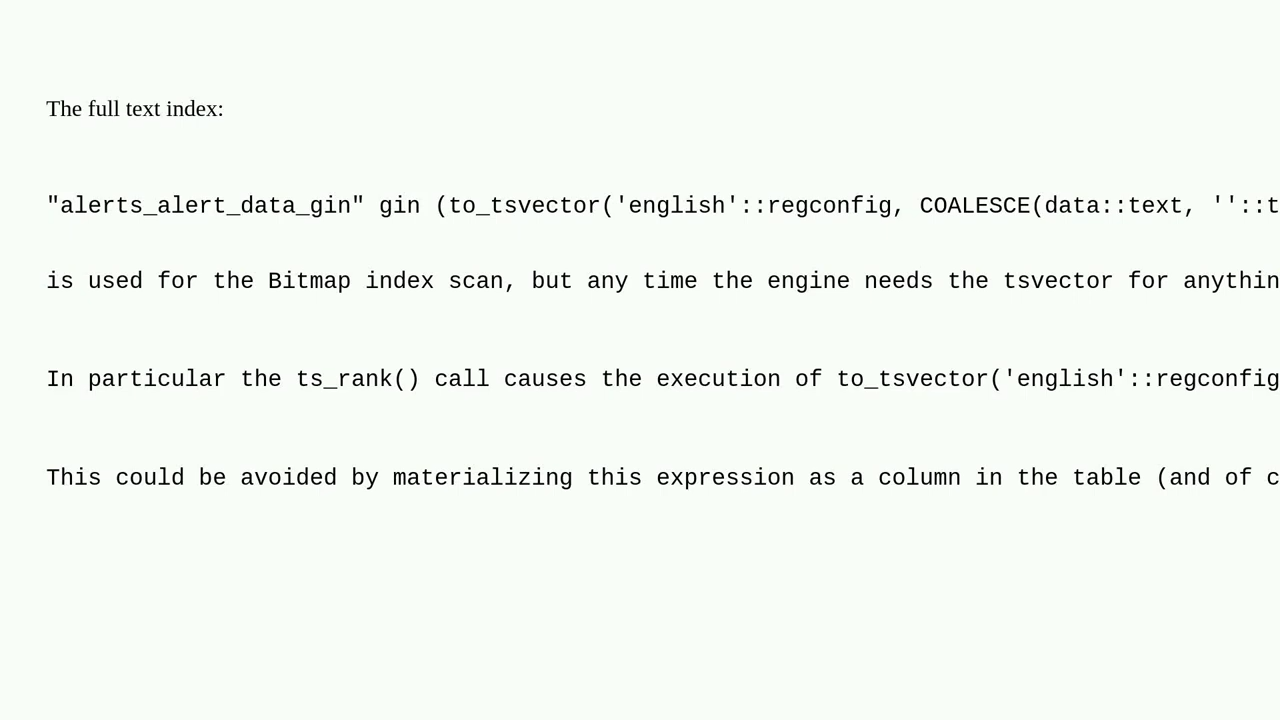 The full text index:
"alerts_alert_data_gin" gin (to_tsvector('english'::regconfig, COALESCE(data::text, ''::t
is used for the Bitmap index scan, but any time the engine needs the tsvector for anythin
In particular the ts_rank() call causes the execution of to_tsvector('english'::regconfig
This could be avoided by materializing this expression as a column in the table (and of c